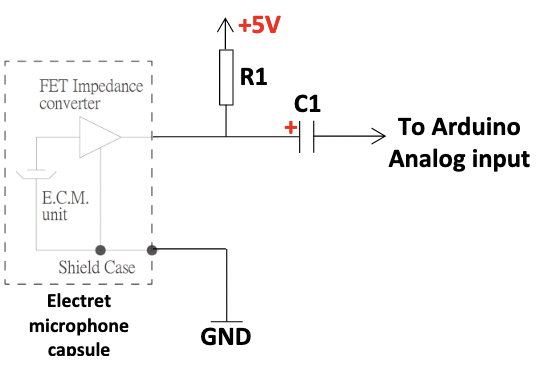 +5V
FET Impedance
converter
R1
C1
+
To Arduino
Analog input
E.C.M.
unit
Shield Case
Electret
microphone
capsule
GND